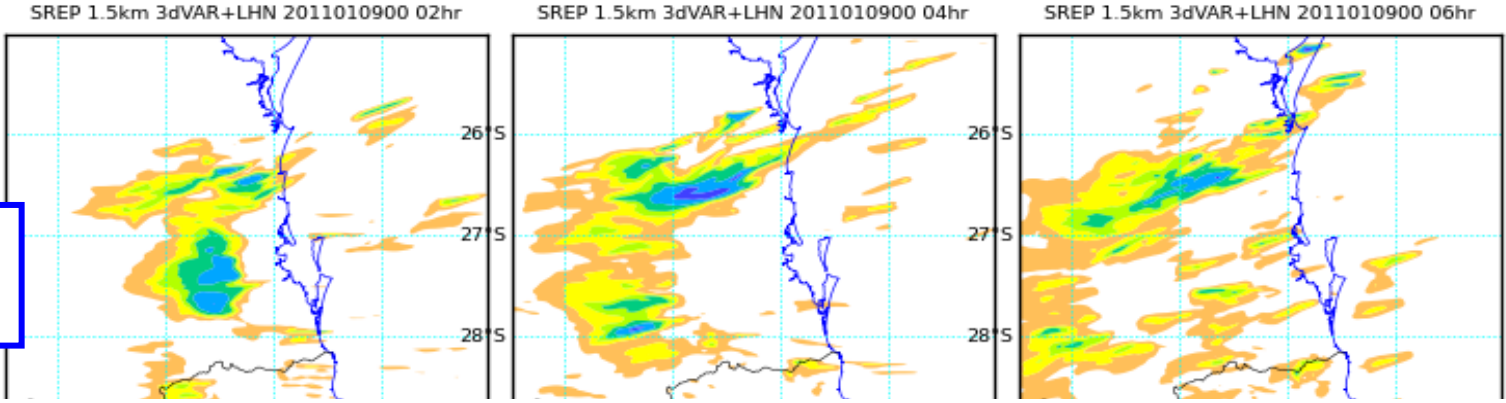 SREP 1.5km 3dVAR+LHN 2011010900 02hr
SREP 1.5km 3dVAR+LHN 2011010900 04hr
SREP 1.5km 3dVAR+LHN 2011010900 06hr
26°S
26°S
27°S
27°S
28°S
28°S